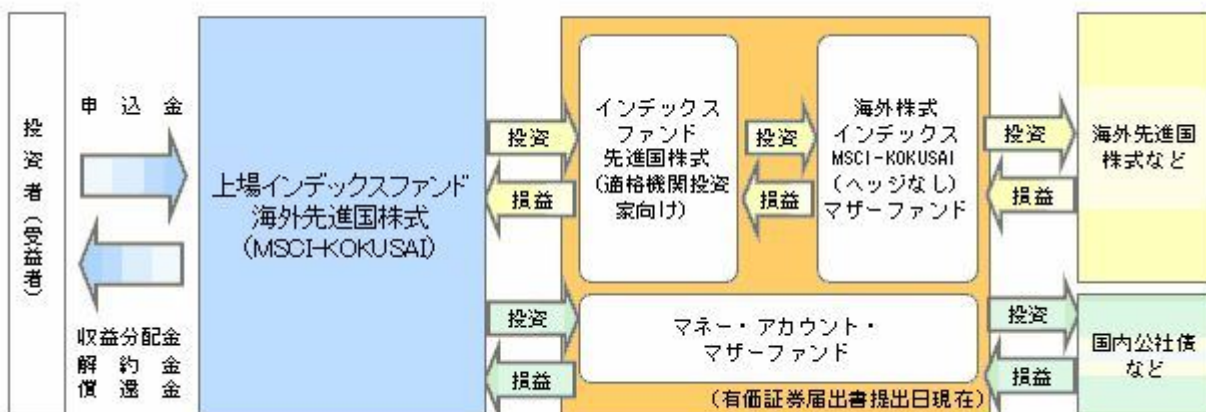 投資者(受益者)
申込金
収益分配金
解約金
償還金
上場インデックスファンド
海外先進国株式
(MSCI-KOKUSAI)
投資
損益
インデックス
ファンド
先進国株式
(適格機関投資
家向け)
投資
損益
海外株式
インデックス
MSCI-KOKUSAI
(ヘッジなし)
マザーファンド
投資
損益
海外先進国
株式など
投資
損益
マネー・アカウント・
マザーファンド
投資
損益
国内公社債
など
(有価証券届出書提出日現在)